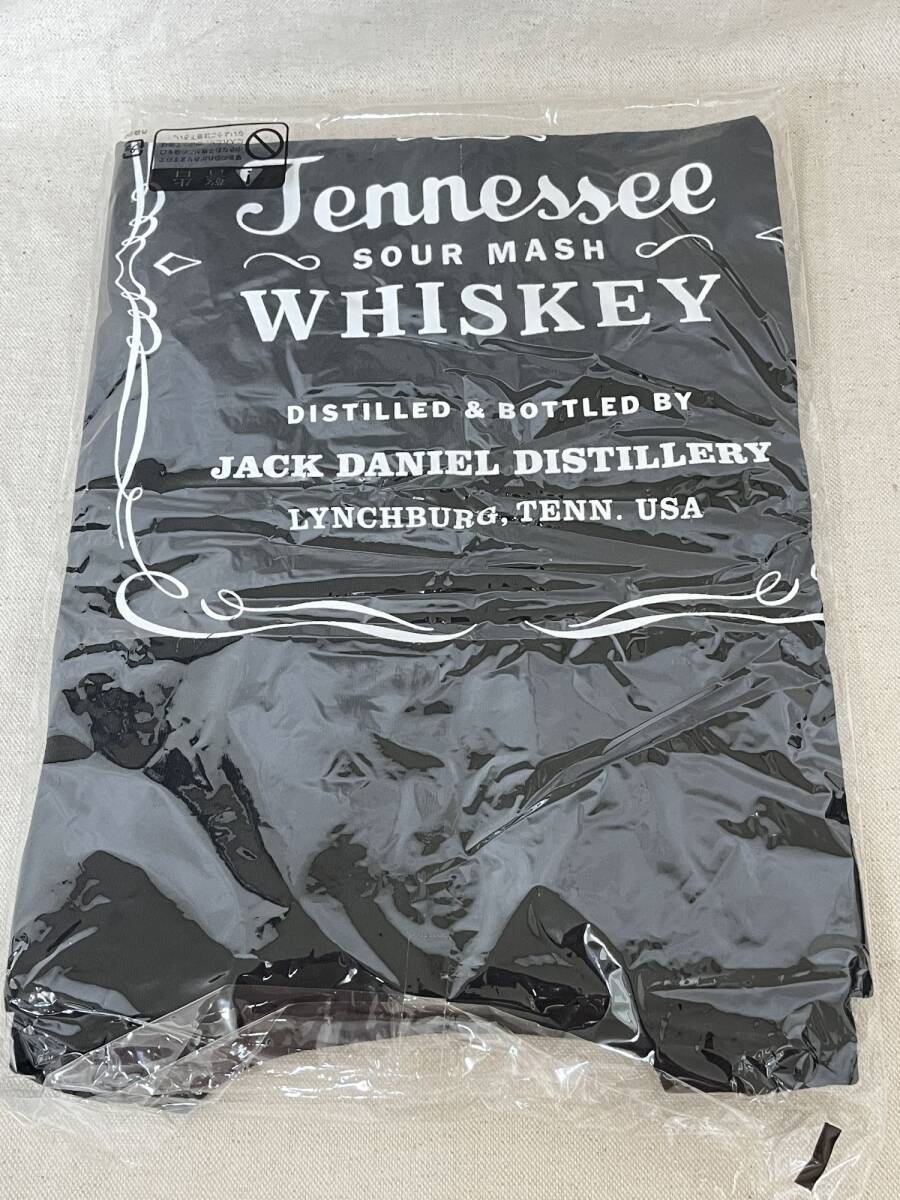 Tennessee
SOUR MASH
WHISKEY
DISTILLED & BOTTLED BY
JACK DANIEL DISTILLERY
LYNCHBURG, TENN. USA